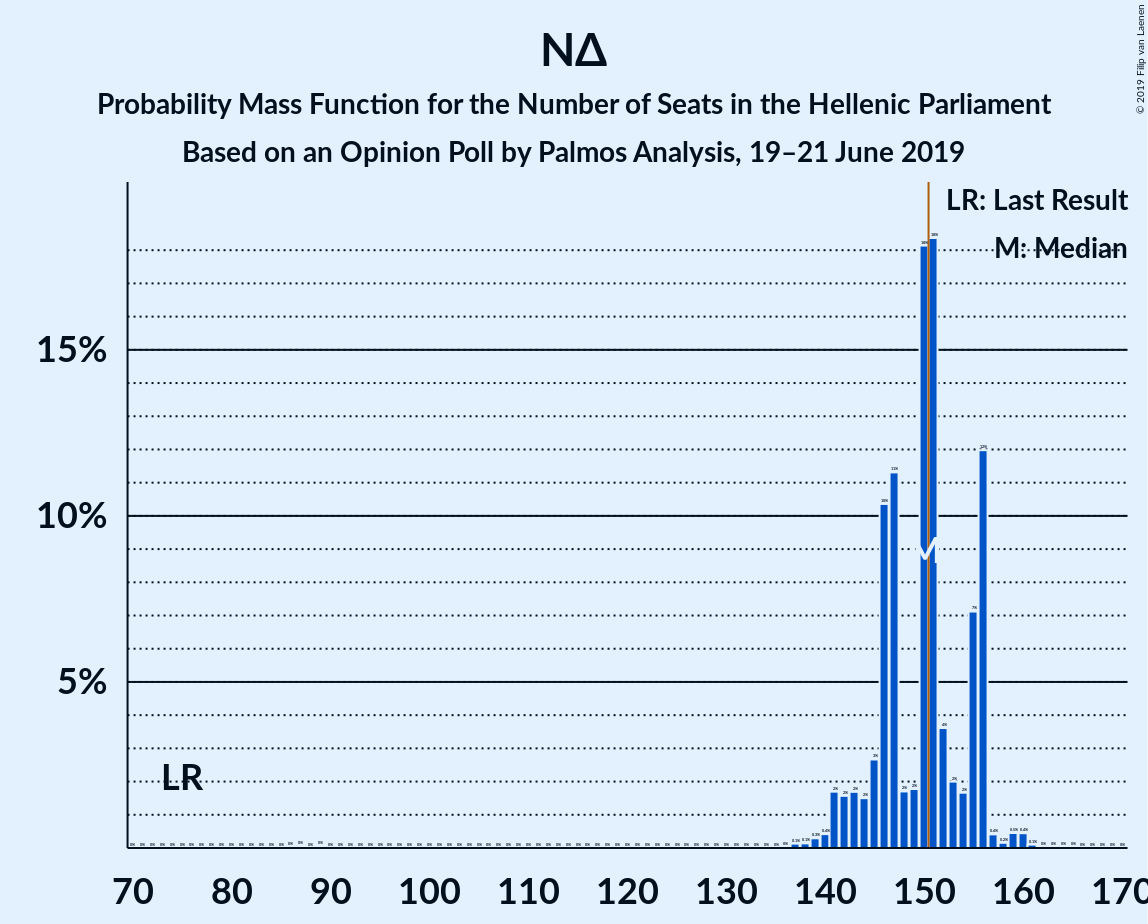 ΝΔ
Probability Mass Function for the Number of Seats in the Hellenic Parliament
Based on an Opinion Poll by Palmos Analysis, 19–21 June 2019
© 2019 Filip van Laenen
LR: Last Result
M: Median
15%
10%
5%
LR
M
70 80 90 100 110 120 130 140 150 160 170